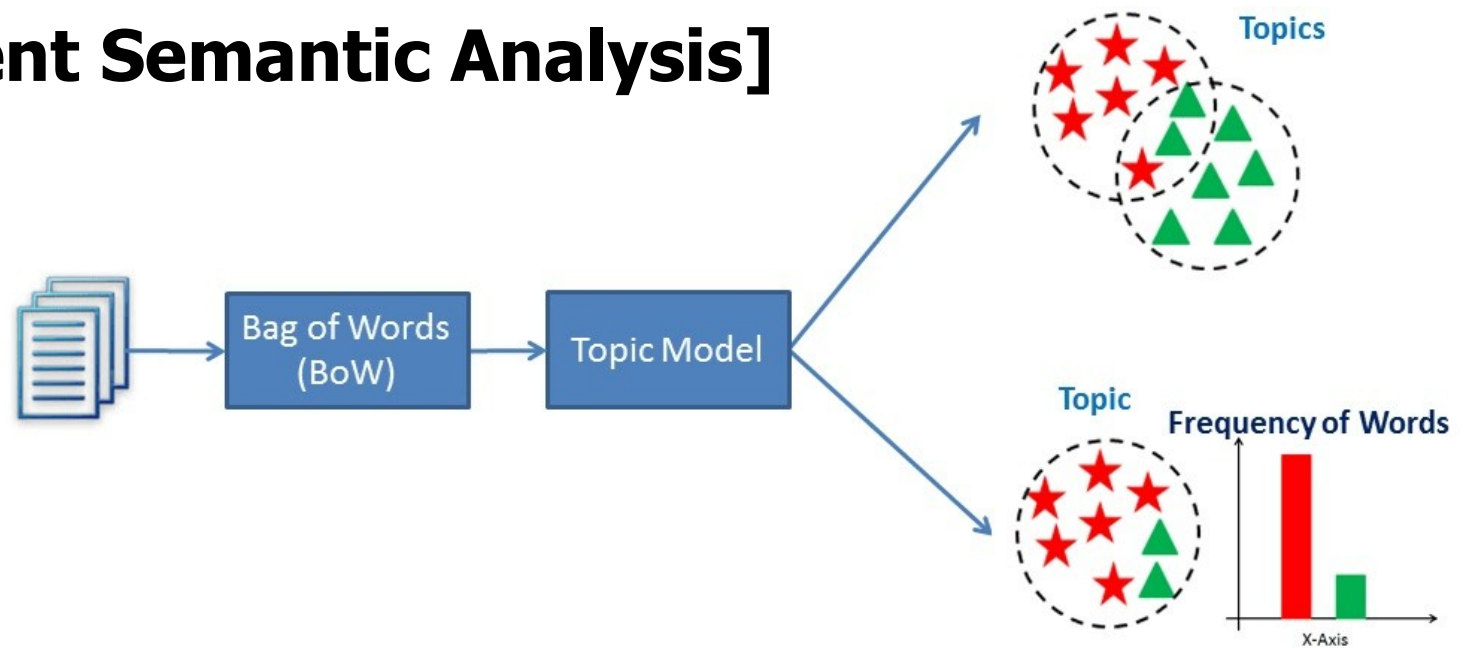 ent Semantic Analysis]
Topics
Bag of Words
(BoW)
Topic Model
Topic
Frequency of Words
X-Axis